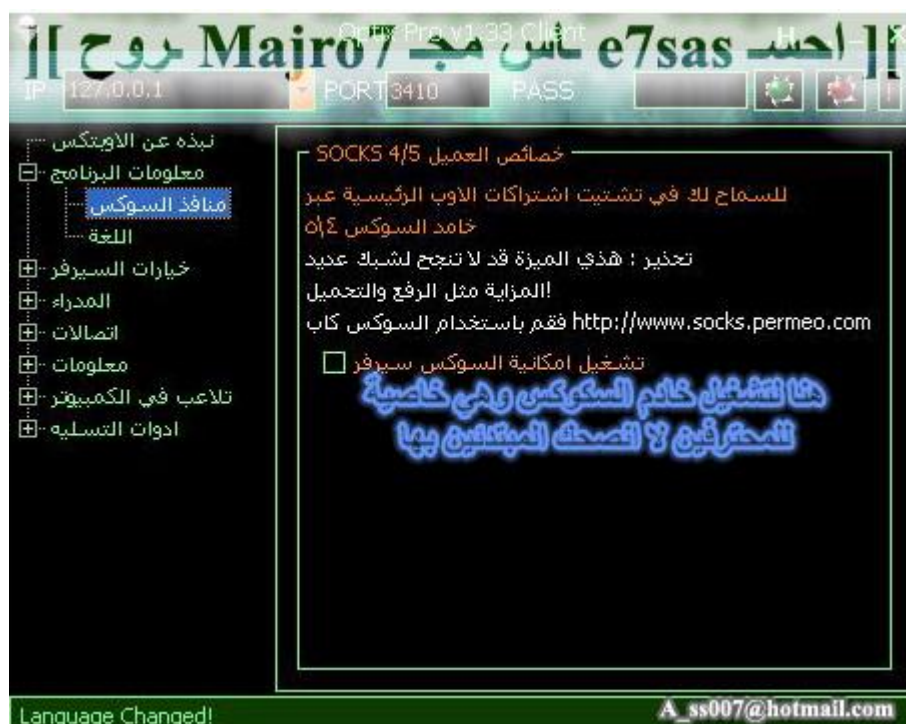 ][ احسـ e7sas ـاس مجـ Majro7 ـروح ][
Optix Pro v1.33 Client
IP 127.0.0.1 PORT 3410 PASS
نبذه عن الاوبتكس
معلومات البرنامج
منافذ السوكس
اللغة
خيارات السيرفر
المدراء
اتصالات
معلومات
تلاعب في الكمبيوتر
ادوات التسليه
خصائص العميل SOCKS 4/5
للسماح لك في تشتيت اشتراكات الاوب الرئيسية عبر
خامد السوكس ٤\٥
تحذير : هذي الميزة قد لا تنجح لشبك عديد
المزاية مثل الرفع والتحميل!
فقم باستخدام السوكس كاب http://www.socks.permeo.com
تشغيل امكانية السوكس سيرفر
هنا لتشغيل خادم السكوكس وهي خاصية
للمحترفين لا انصحك المبتدئين بها
Language Changed!
A_ss007@hotmail.com